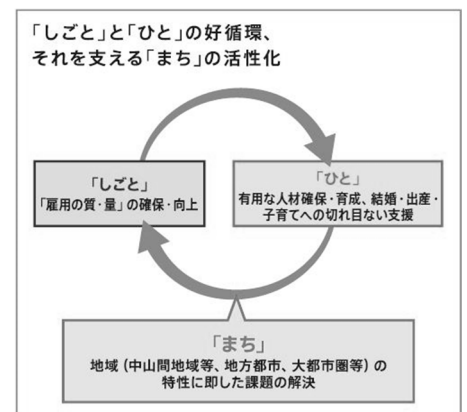 「しごと」と「ひと」の好循環、
それを支える「まち」の活性化
「しごと」
「雇用の質・量」の確保・向上
「ひと」
有用な人材確保・育成、結婚・出産・
子育てへの切れ目ない支援
「まち」
地域（中山間地域等、地方都市、大都市圏等）の
特性に即した課題の解決